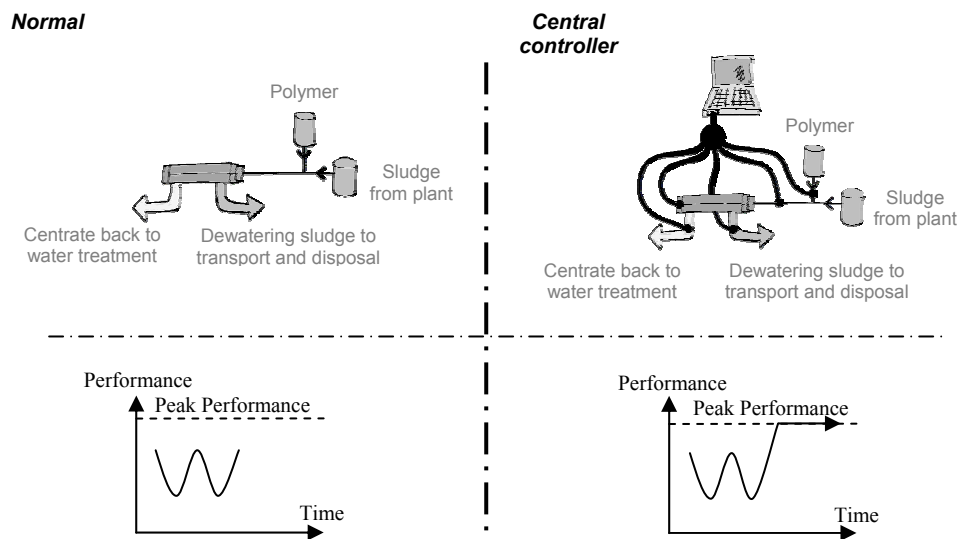 Normal
Polymer
Sludge
from plant
Centrate back to
water treatment
Dewatering sludge to
transport and disposal
Central
controller
Polymer
Sludge
from plant
Centrate back to
water treatment
Dewatering sludge to
transport and disposal
Performance
Peak Performance
Time
Performance
Peak Performance
Time